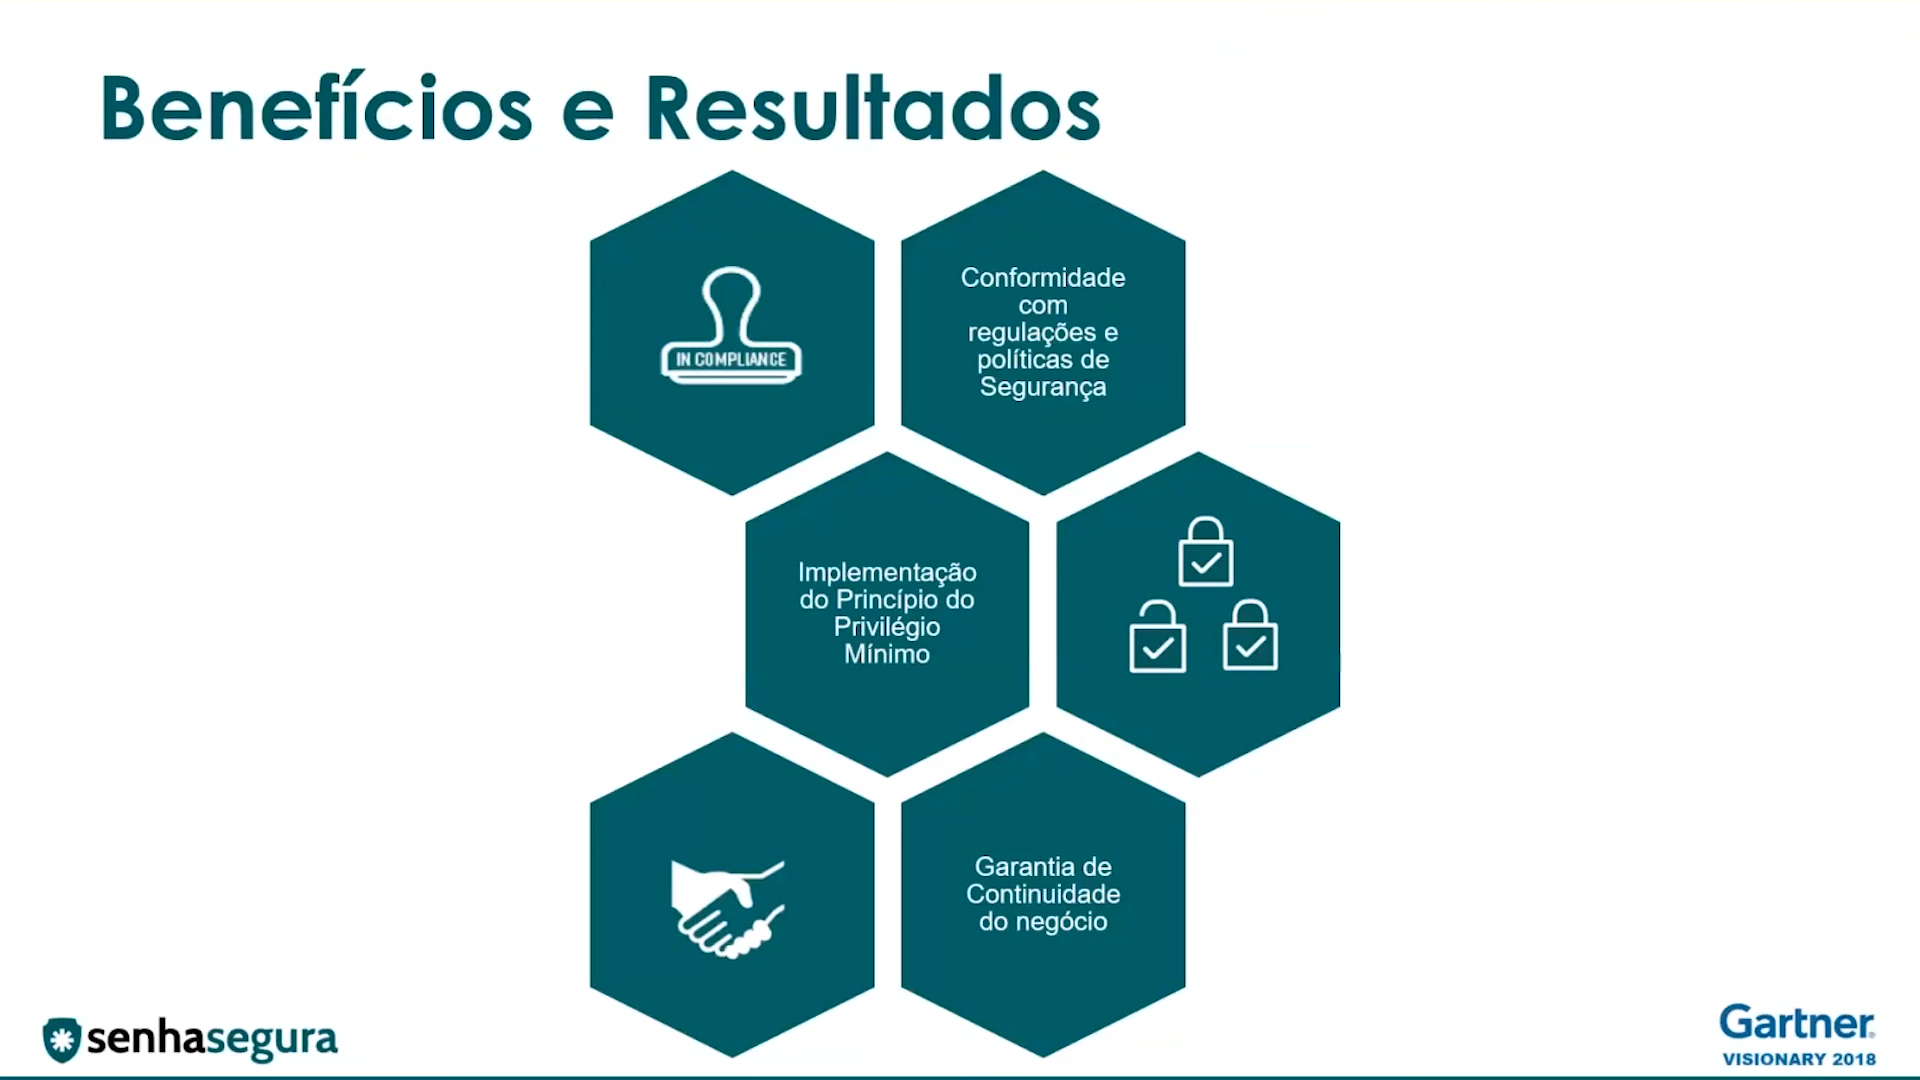 Benefícios e Resultados
IN COMPLIANCE
Conformidade
com
regulações e
políticas de
Segurança
Implementação
do Princípio do
Privilégio
Mínimo
Garantia de
Continuidade
do negócio
senhasegura
Gartner
VISIONARY 2018